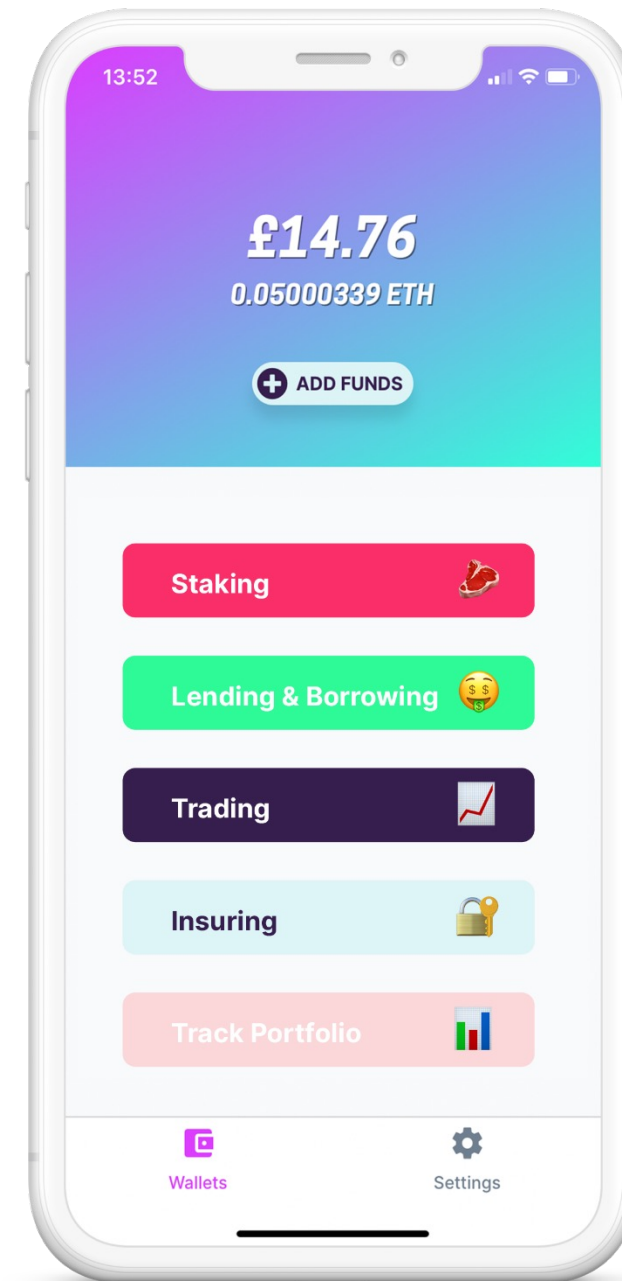 13:52
£14.76
0.05000339 ETH
ADD FUNDS
Staking
Lending & Borrowing
Trading
Insuring
Track Portfolio
Wallets
Settings